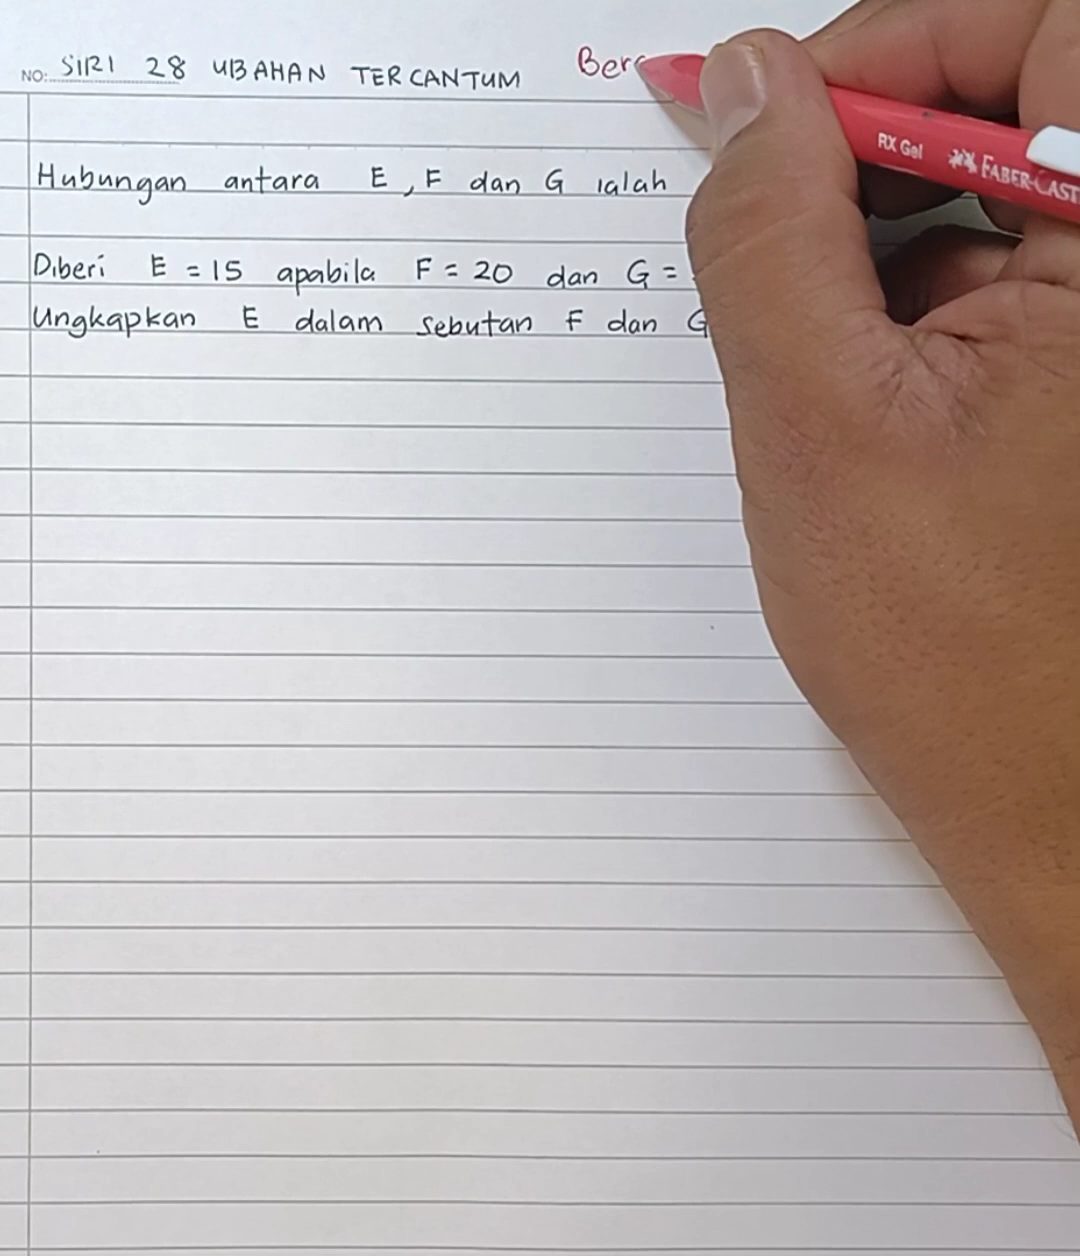 NO: SIRI 28 UBAHAN TERCANTUM Ber
Hubungan antara E, F dan G ialah
Diberi E = 15 apabila F = 20 dan G =
Ungkapkan E dalam sebutan F dan G
RX Gel FABER-CAST